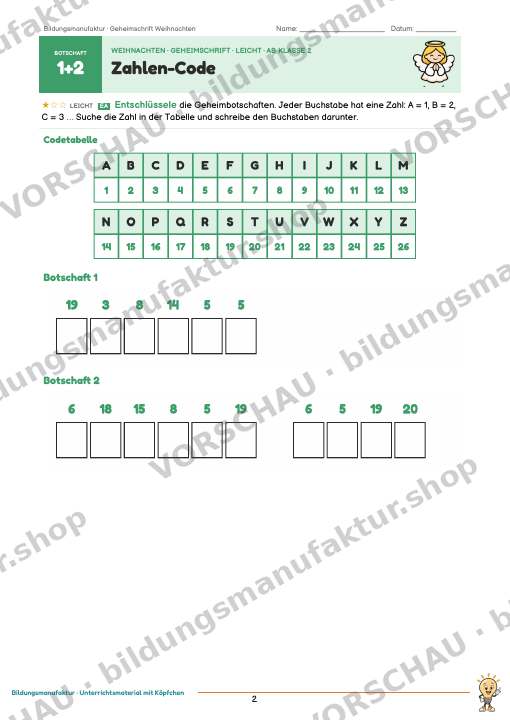 Bildungsmanufaktur · Geheimschrift Weihnachten Name: Datum:
BOTSCHAFT
1+2
WEIHNACHTEN · GEHEIMSCHRIFT · LEICHT · AB KLASSE 2
Zahlen-Code
LEICHT EA Entschlüssele die Geheimbotschaften. Jeder Buchstabe hat eine Zahl: A = 1, B = 2,
C = 3 ... Suche die Zahl in der Tabelle und schreibe den Buchstaben darunter.
Codetabelle
A B C D E F G H I J K L M
1 2 3 4 5 6 7 8 9 10 11 12 13
N O P Q R S T U V W X Y Z
14 15 16 17 18 19 20 21 22 23 24 25 26
Botschaft 1
19 3 8 14 5 5
Botschaft 2
6 18 15 8 5 19 6 5 19 20
VORSCHAU · bildungsmanufaktur.shop
Bildungsmanufaktur · Unterrichtsmaterial mit Köpfchen
2